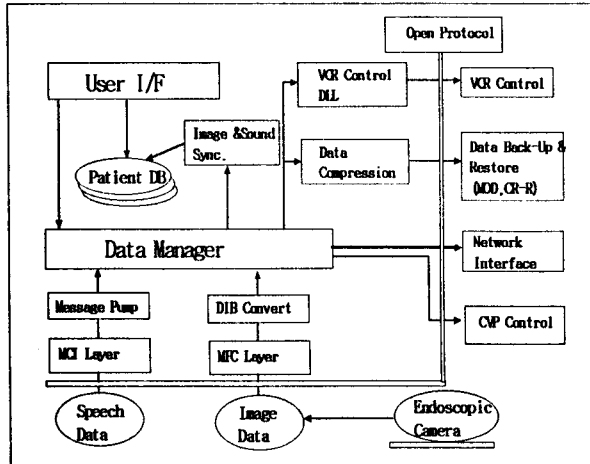 Open Protocol
User I/F
VCR Control
DLL
VCR Control
Image &Sound
Sync.
Data
Compression
Data Back-Up &
Restore
(MOD,CR-R)
Patient DB
Data Manager
Network
Interface
Message Pump
DIB Convert
CVP Control
MCI Layer
MFC Layer
Speech
Data
Image
Data
Endoscopic
Camera